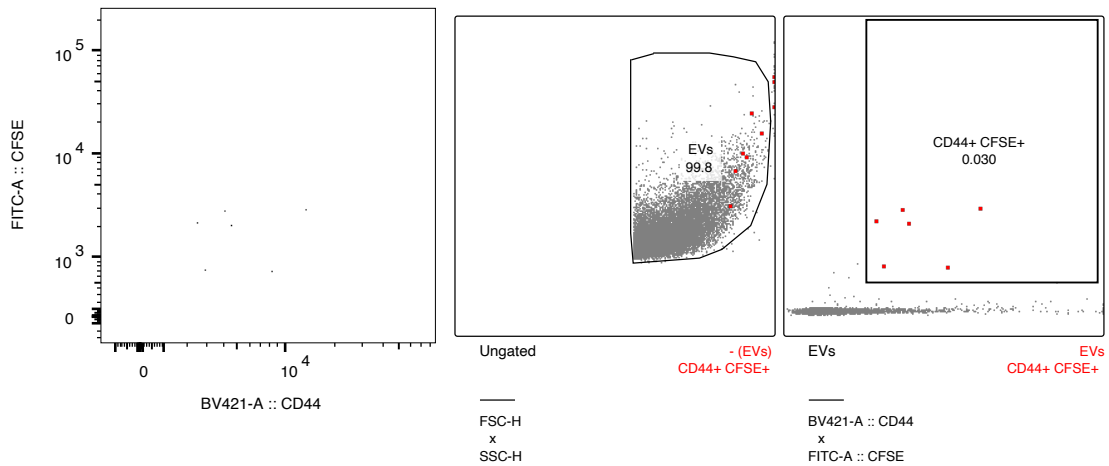 10^5
10^4
10^3
0
FITC-A :: CFSE
0
10^4
BV421-A :: CD44
EVs
99.8
Ungated
- (EVs)
CD44+ CFSE+
FSC-H
x
SSC-H
CD44+ CFSE+
0.030
EVs
EVs
CD44+ CFSE+
BV421-A :: CD44
x
FITC-A :: CFSE